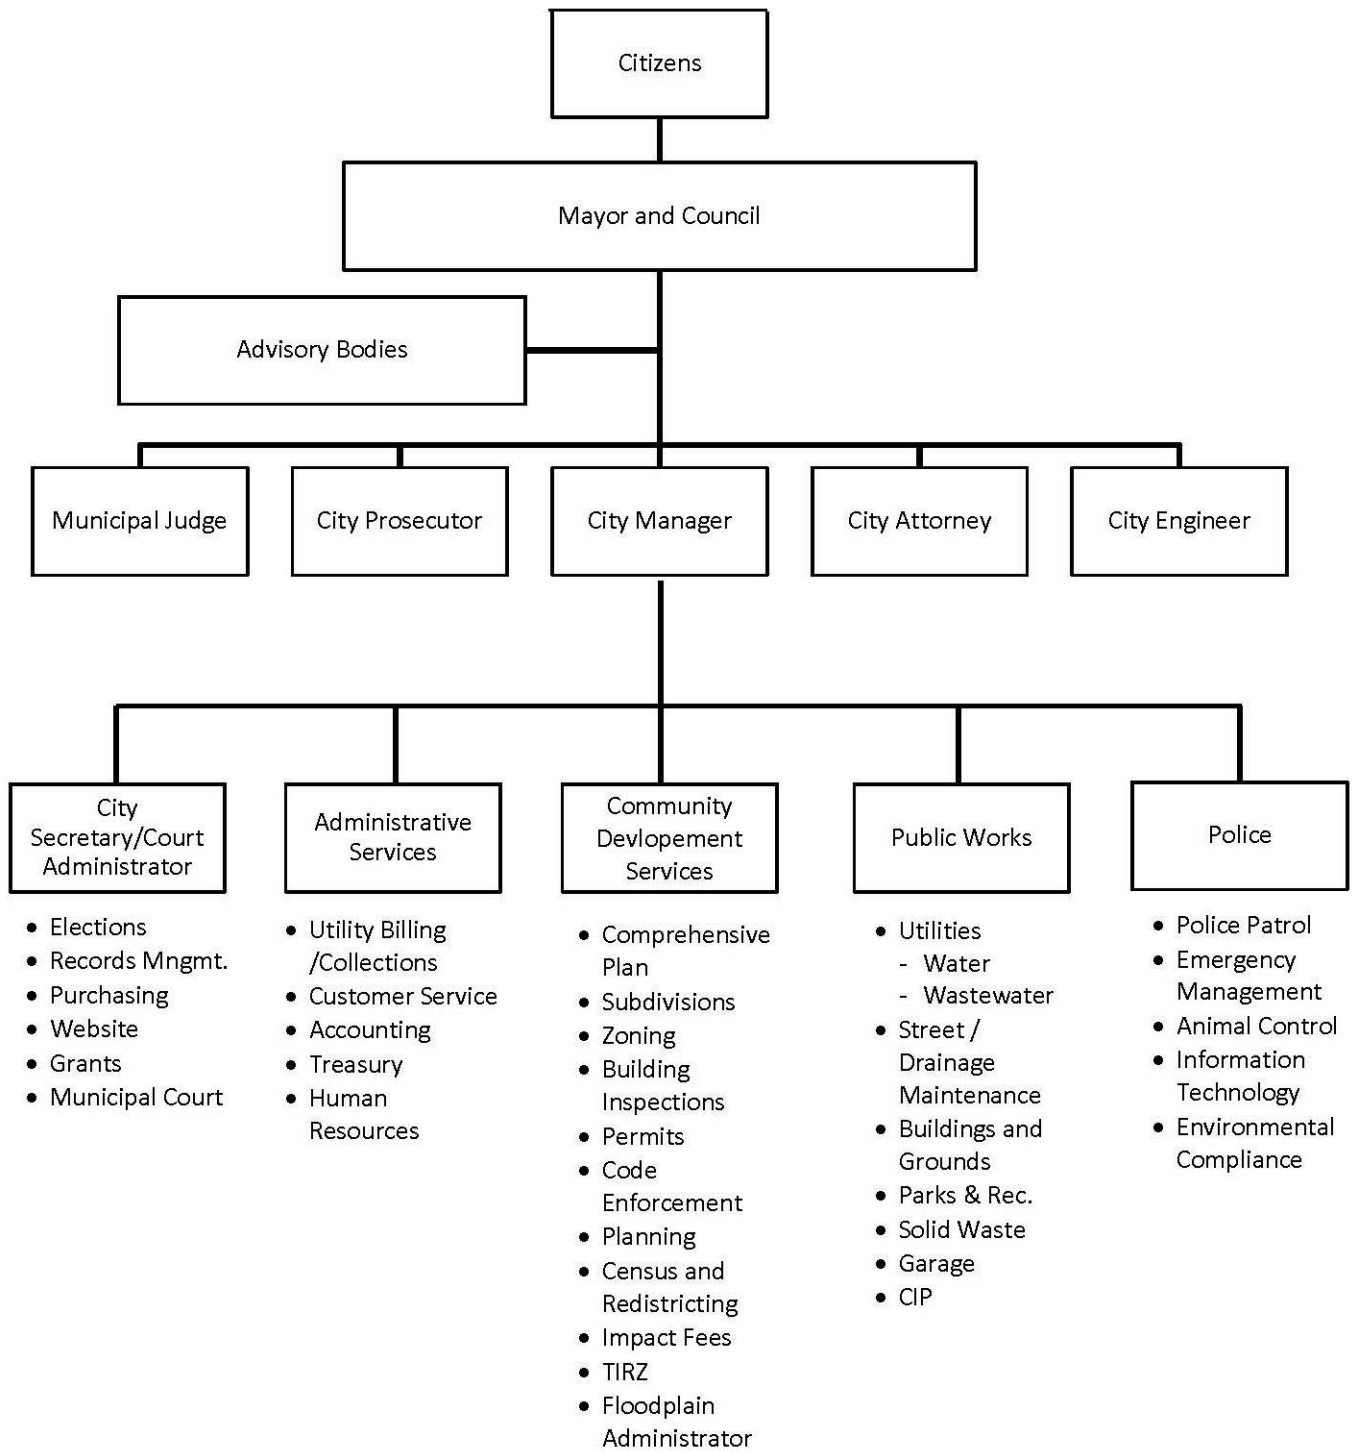 Citizens
Mayor and Council
Advisory Bodies
Municipal Judge
City Prosecutor
City Manager
City Attorney
City Engineer
City
Secretary/Court
Administrator
• Elections
• Records Mngmt.
• Purchasing
• Website
• Grants
• Municipal Court
Administrative
Services
• Utility Billing
/Collections
• Customer Service
• Accounting
• Treasury
• Human
Resources
Community
Devlopement
Services
• Comprehensive
Plan
• Subdivisions
• Zoning
• Building
Inspections
• Permits
• Code
Enforcement
• Planning
• Census and
Redistricting
• Impact Fees
• TIRZ
• Floodplain
Administrator
Public Works
• Utilities
- Water
- Wastewater
• Street /
Drainage
Maintenance
• Buildings and
Grounds
• Parks & Rec.
• Solid Waste
• Garage
• CIP
Police
• Police Patrol
• Emergency
Management
• Animal Control
• Information
Technology
• Environmental
Compliance